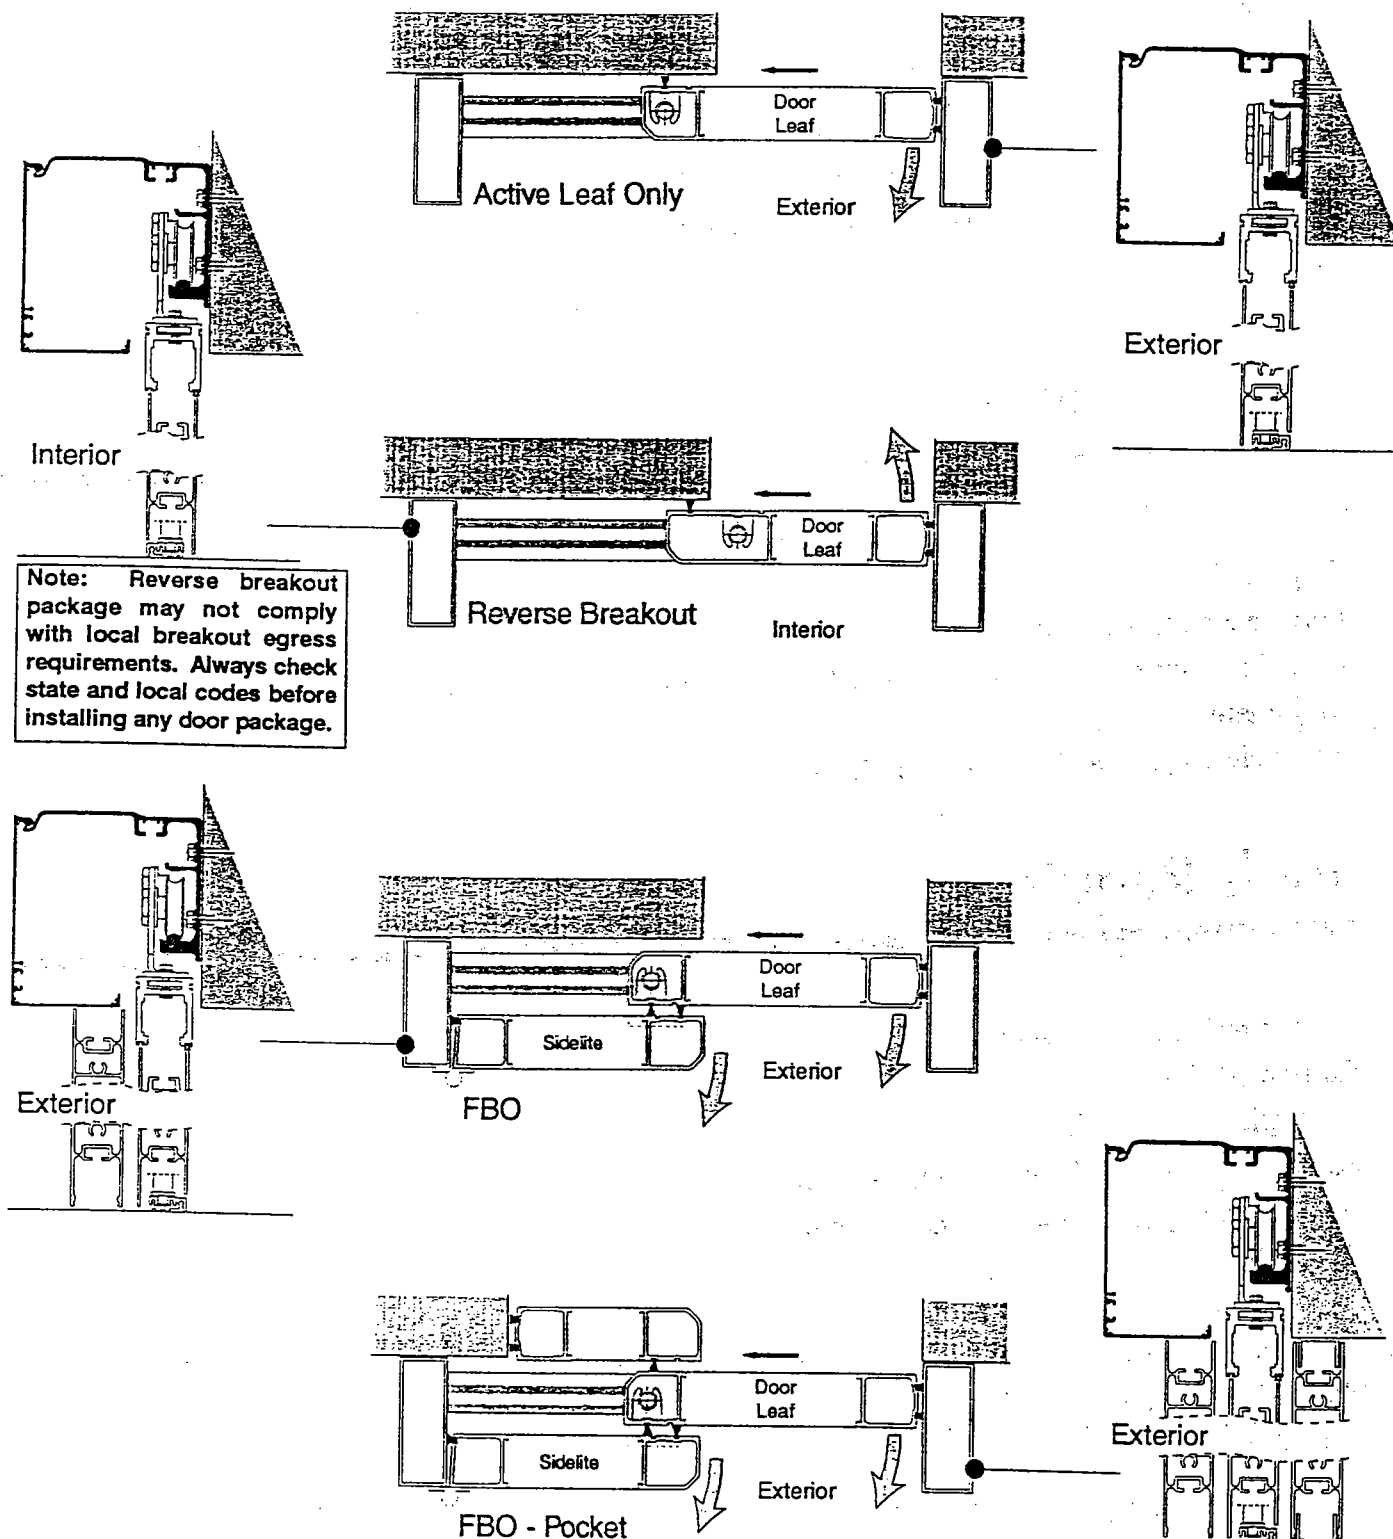 Door
Leaf
Active Leaf Only
Exterior
Exterior
Interior
Door
Leaf
Reverse Breakout
Interior
Note: Reverse breakout
package may not comply
with local breakout egress
requirements. Always check
state and local codes before
installing any door package.
Door
Leaf
Sidelite
Exterior
Exterior
FBO
Door
Leaf
Exterior
Sidelite
Exterior
FBO - Pocket